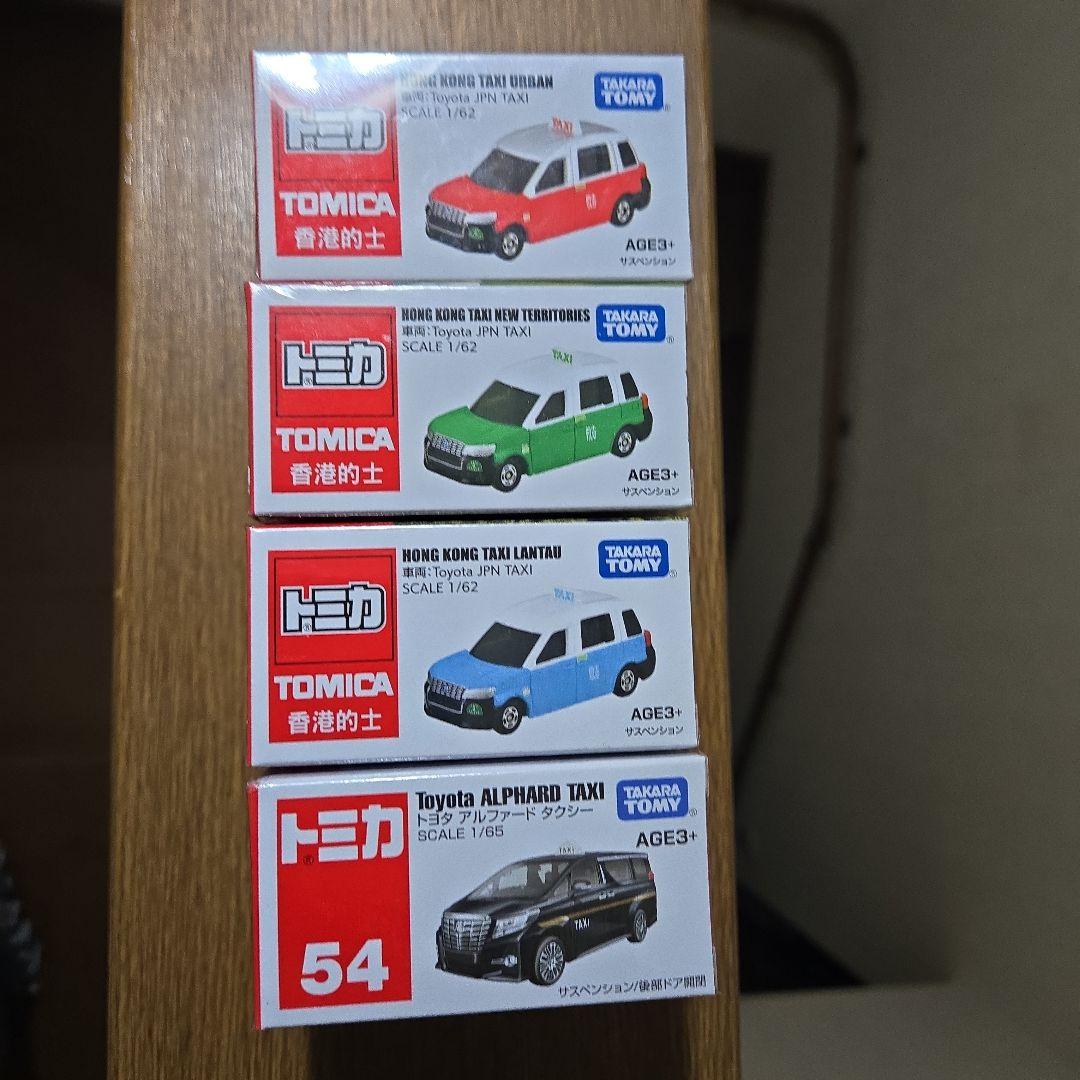 HONG KONG TAXI URBAN
車両:Toyota JPN TAXI
SCALE 1/62
TAKARA TOMY
トミカ
TOMICA
香港的士
TAXI
AGE3+
サスペンション
HONG KONG TAXI NEW TERRITORIES
車両:Toyota JPN TAXI
SCALE 1/62
TAKARA TOMY
トミカ
TOMICA
香港的士
TAXI
AGE3+
サスペンション
HONG KONG TAXI LANTAU
車両:Toyota JPN TAXI
SCALE 1/62
TAKARA TOMY
トミカ
TOMICA
香港的士
TAXI
AGE3+
サスペンション
Toyota ALPHARD TAXI
トヨタ アルファード タクシー
SCALE 1/65
TAKARA TOMY
AGE3+
トミカ
54
TAXI
TAXI
サスペンション/後部ドア開閉